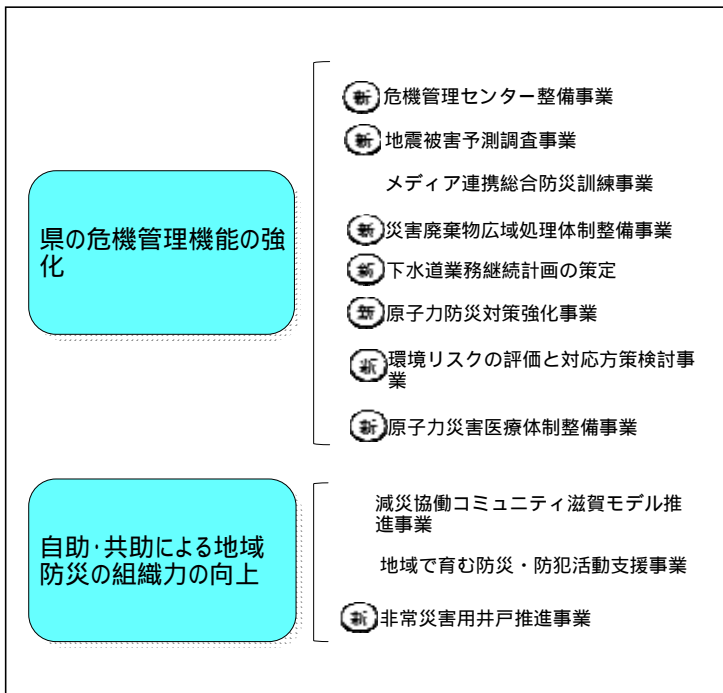 県の危機管理機能の強
化
新 危機管理センター整備事業
新 地震被害予測調査事業
メディア連携総合防災訓練事業
新 災害廃棄物広域処理体制整備事業
新 下水道業務継続計画の策定
新 原子力防災対策強化事業
新 環境リスクの評価と対応方策検討事
業
新 原子力災害医療体制整備事業
自助・共助による地域
防災の組織力の向上
減災協働コミュニティ滋賀モデル推
進事業
地域で育む防災・防犯活動支援事業
新 非常災害用井戸推進事業